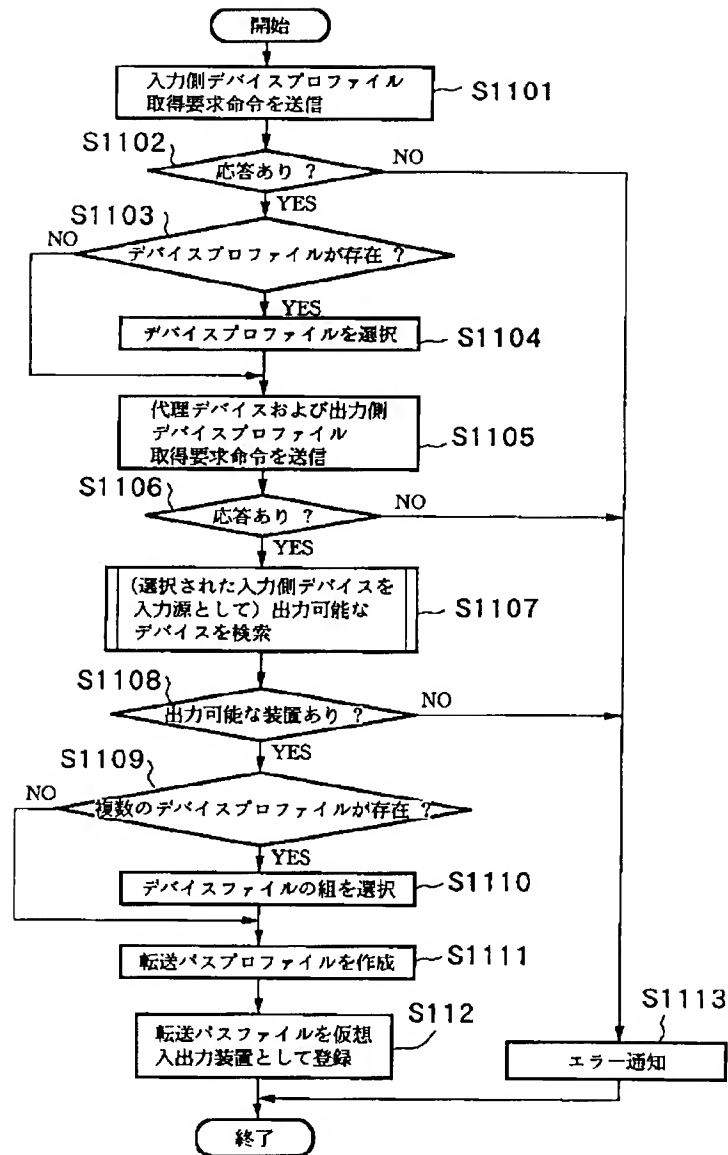 開始
入力側デバイスプロファイル
取得要求命令を送信
S1101
S1102
応答あり ?
NO
YES
S1103
NO
デバイスプロファイルが存在 ?
YES
デバイスプロファイルを選択
S1104
代理デバイスおよび出力側
デバイスプロファイル
取得要求命令を送信
S1105
S1106
応答あり ?
NO
YES
(選択された入力側デバイスを
入力源として) 出力可能な
デバイスを検索
S1107
S1108
出力可能な装置あり ?
NO
YES
S1109
NO
複数のデバイスプロファイルが存在 ?
YES
デバイスファイルの組を選択
S1110
転送パスプロファイルを作成
S1111
転送パスファイルを仮想
入出力装置として登録
S112
S1113
エラー通知
終了